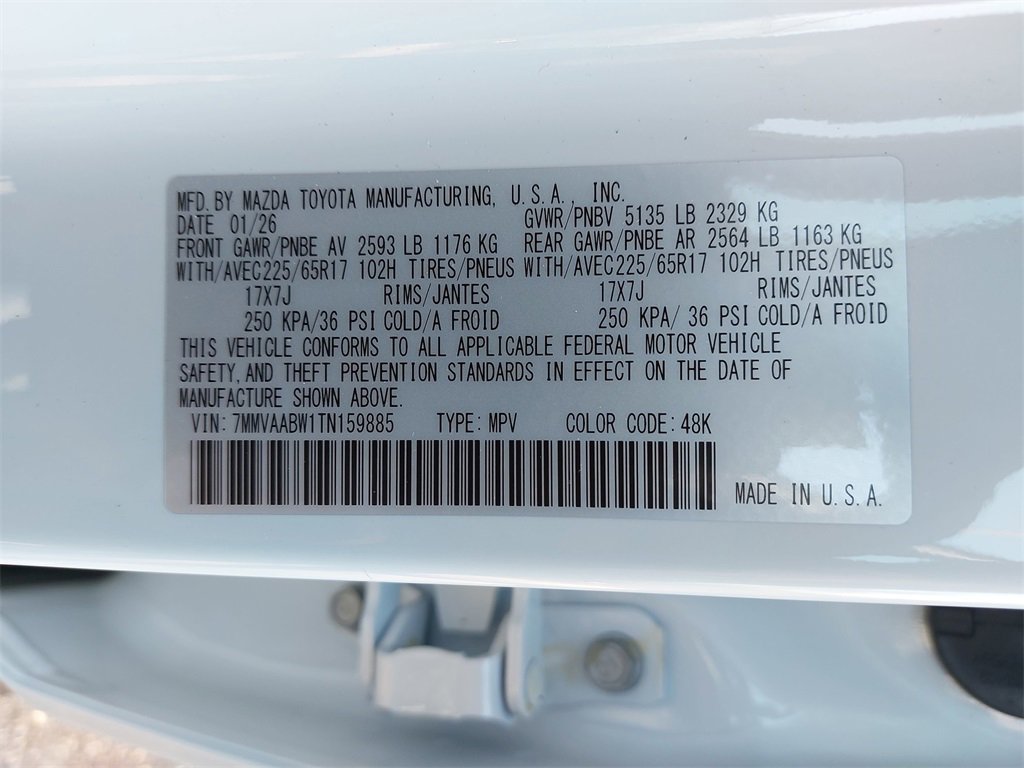 MFD. BY MAZDA TOYOTA MANUFACTURING, U.S.A., INC.
DATE 01/26 GVWR/PNBV 5135 LB 2329 KG
FRONT GAWR/PNBE AV 2593 LB 1176 KG REAR GAWR/PNBE AR 2564 LB 1163 KG
WITH/AVEC225/65R17 102H TIRES/PNEUS WITH/AVEC225/65R17 102H TIRES/PNEUS
17X7J RIMS/JANTES 17X7J RIMS/JANTES
250 KPA/36 PSI COLD/A FROID 250 KPA/ 36 PSI COLD/A FROID
THIS VEHICLE CONFORMS TO ALL APPLICABLE FEDERAL MOTOR VEHICLE
SAFETY, AND THEFT PREVENTION STANDARDS IN EFFECT ON THE DATE OF
MANUFACTURE SHOWN ABOVE.
VIN: 7MMVAABW1TN159885 TYPE: MPV COLOR CODE: 48K
MADE IN U.S.A.